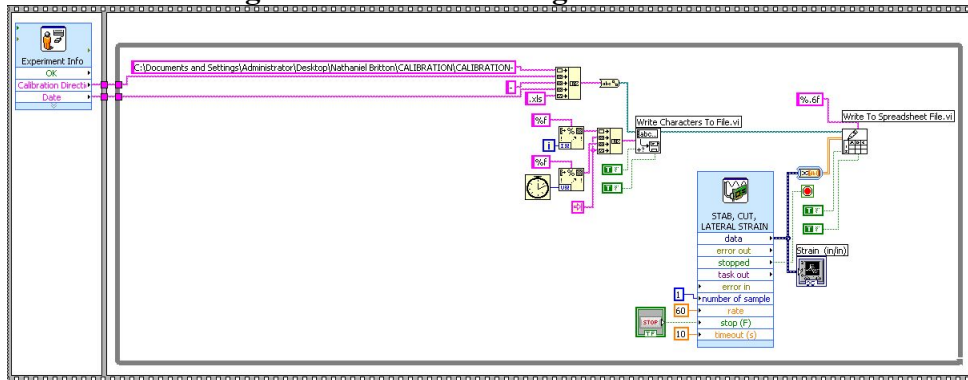 Experiment Info
OK
Calibration Directi
Date
C:\Documents and Settings\Administrator\Desktop\Nathaniel Britton\CALIBRATION\CALIBRATION-
-
.xls
%f
i
%f
Write Characters To File.vi
abc..
T F
T F
%.6f
Write To Spreadsheet File.vi
T F
T F
STAB, CUT,
LATERAL STRAIN
data
error out
stopped
task out
error in
number of sample
rate
stop (F)
timeout (s)
1
60
10
STOP
TF
Strain (in/in)